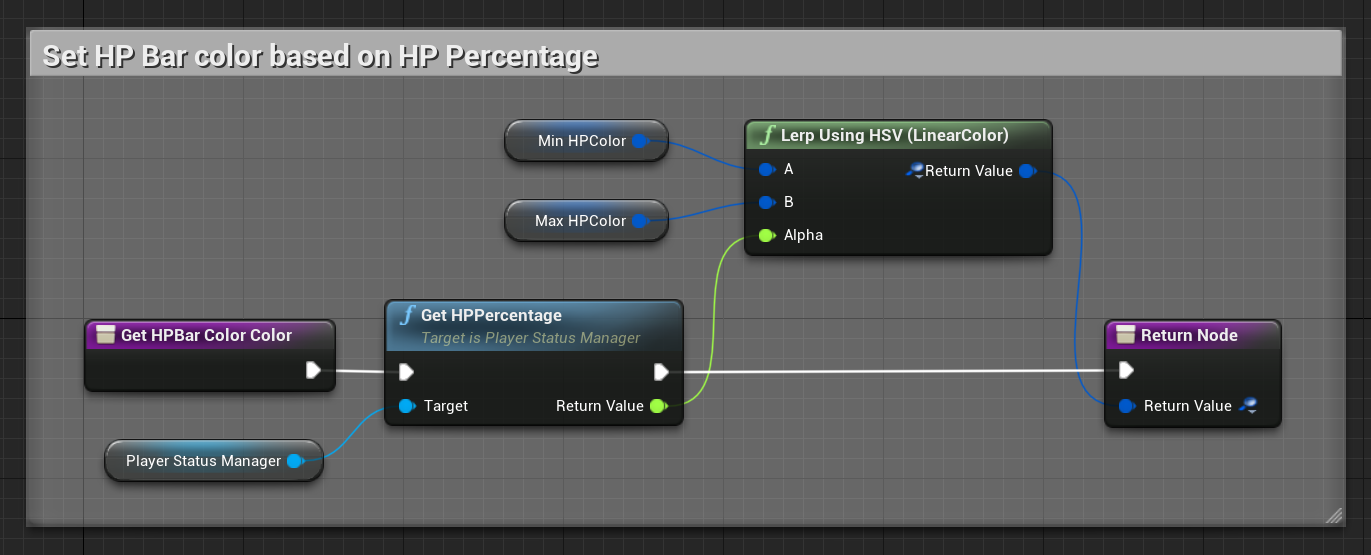 Set HP Bar color based on HP Percentage
Min HPColor
Max HPColor
f Lerp Using HSV (LinearColor)
A
Return Value
B
Alpha
Get HPBar Color Color
f Get HPPercentage
Target is Player Status Manager
Target
Return Value
Player Status Manager
Return Node
Return Value